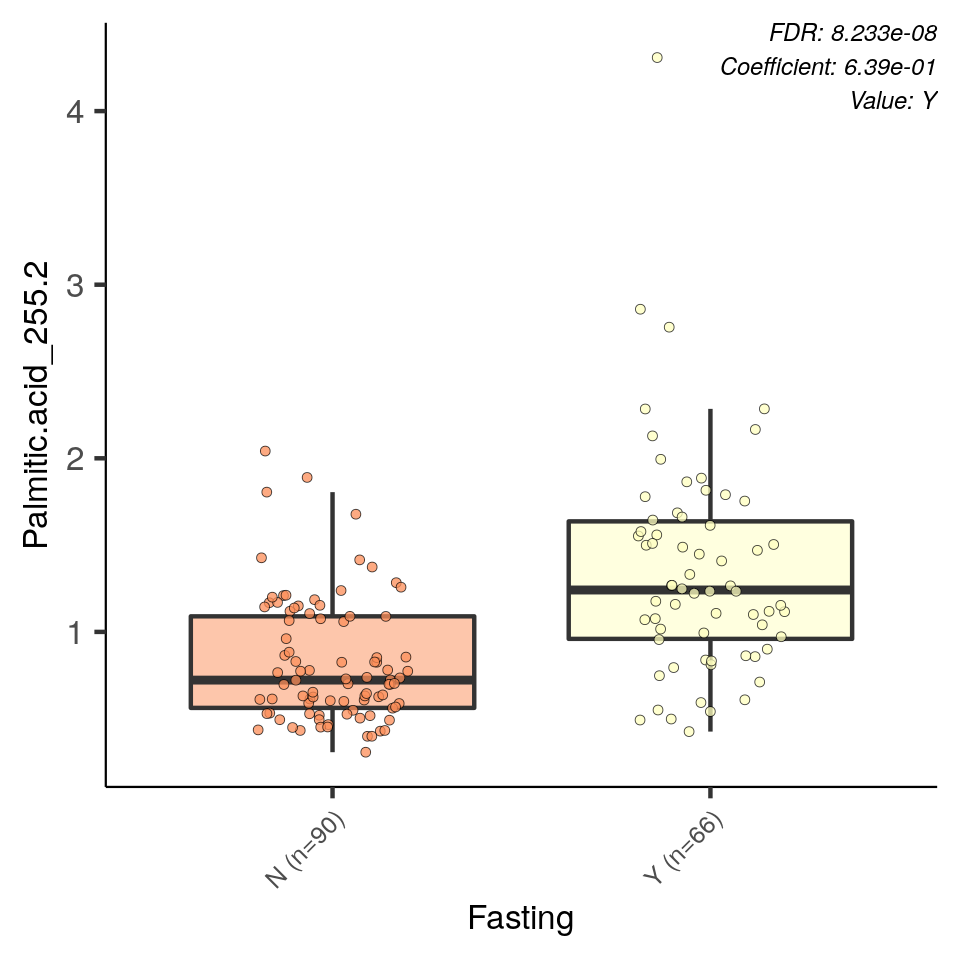 FDR: 8.233e-08
Coefficient: 6.39e-01
Value: Y
4
3
2
1
Palmitic.acid_255.2
N (n=90)
Y (n=66)
Fasting